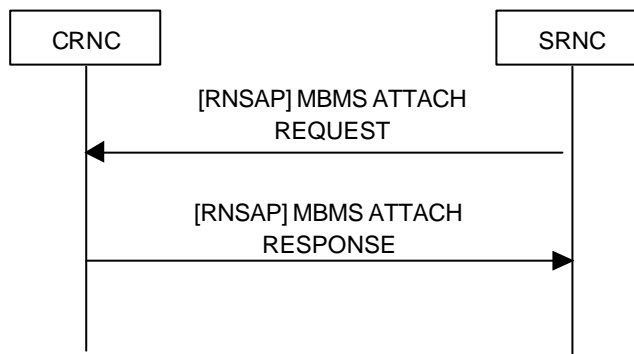 CRNC
SRNC
[RNSAP] MBMS ATTACH
REQUEST
[RNSAP] MBMS ATTACH
RESPONSE